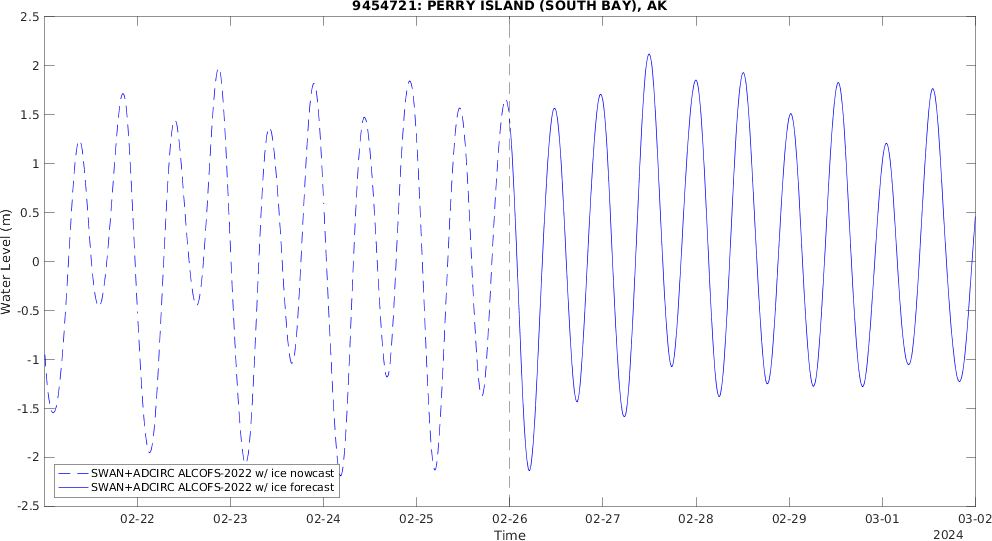 9454721: PERRY ISLAND (SOUTH BAY), AK
2.5
2
1.5
1
0.5
0
-0.5
-1
-1.5
-2
-2.5
Water Level (m)
SWAN+ADCIRC ALCOFS-2022 w/ ice nowcast
SWAN+ADCIRC ALCOFS-2022 w/ ice forecast
02-22 02-23 02-24 02-25 02-26 02-27 02-28 02-29 03-01 03-02
Time
2024